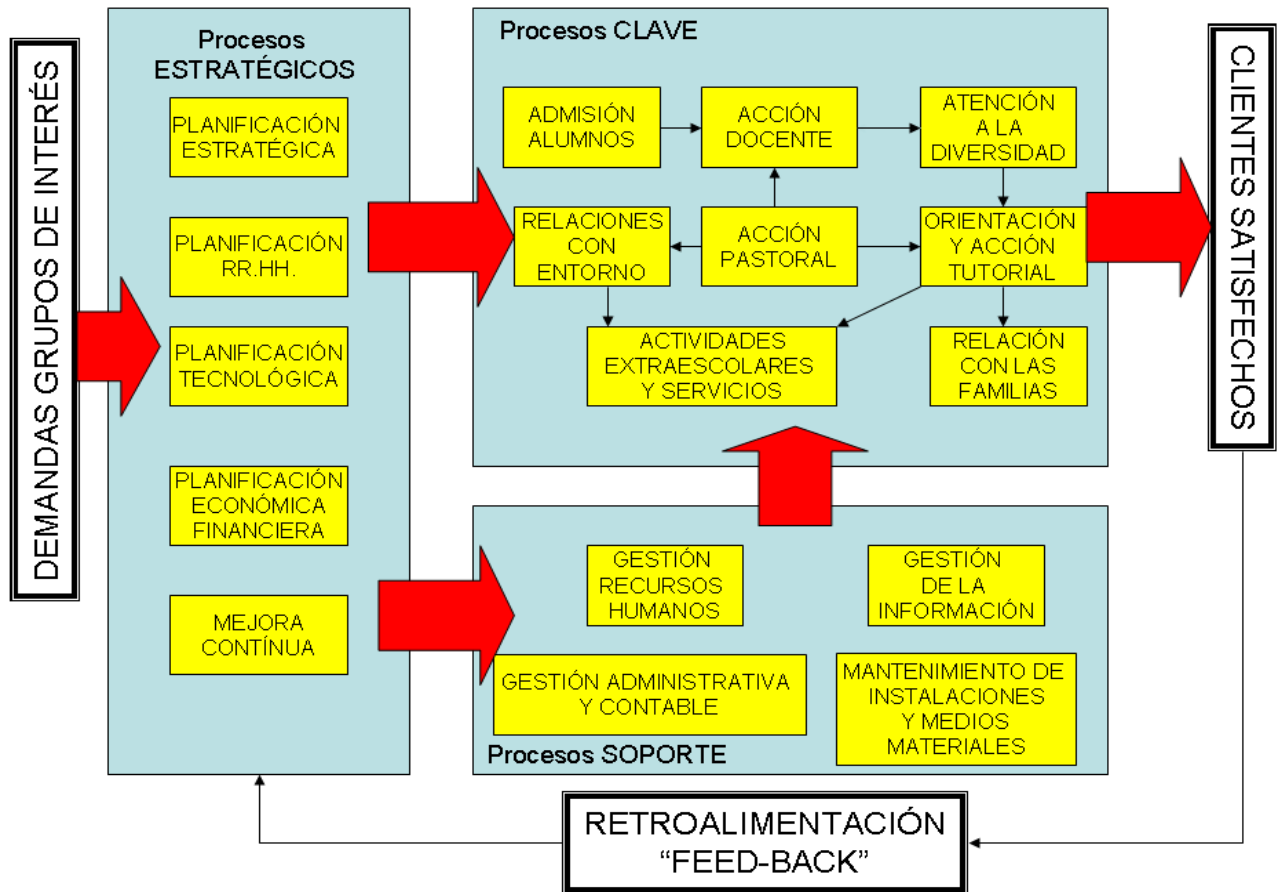 DEMANDAS GRUPOS DE INTERÉS
Procesos
ESTRATÉGICOS
PLANIFICACIÓN
ESTRATÉGICA
PLANIFICACIÓN
RR.HH.
PLANIFICACIÓN
TECNOLÓGICA
PLANIFICACIÓN
ECONÓMICA
FINANCIERA
MEJORA
CONTÍNUA
Procesos CLAVE
ADMISIÓN
ALUMNOS
ACCIÓN
DOCENTE
ATENCIÓN
A LA
DIVERSIDAD
RELACIONES
CON
ENTORNO
ACCIÓN
PASTORAL
ORIENTACIÓN
Y ACCIÓN
TUTORIAL
ACTIVIDADES
EXTRAESCOLARES
Y SERVICIOS
RELACIÓN
CON LAS
FAMILIAS
GESTIÓN
RECURSOS
HUMANOS
GESTIÓN
DE LA
INFORMACIÓN
GESTIÓN ADMINISTRATIVA
Y CONTABLE
MANTENIMIENTO DE
INSTALACIONES
Y MEDIOS
MATERIALES
Procesos SOPORTE
CLIENTES SATISFECHOS
RETROALIMENTACIÓN
“FEED-BACK”